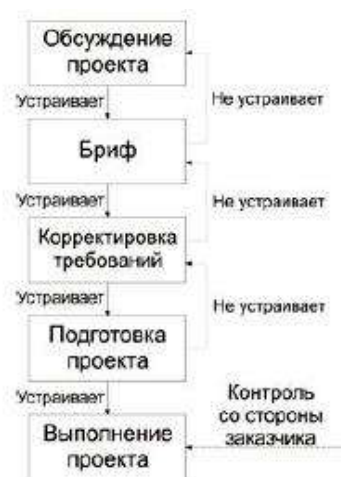 Обсуждение
проекта
Устраивает
Не устраивает
Бриф
Устраивает
Не устраивает
Корректировка
требований
Устраивает
Не устраивает
Подготовка
проекта
Устраивает
Контроль
со стороны
заказчика
Выполнение
проекта